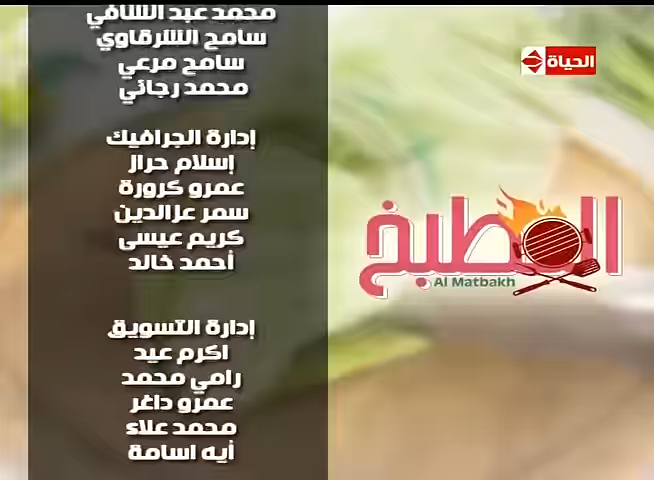 محمد عبد الشافي
سامح الشرقاوي
سامح مرعي
محمد رجائي
إدارة الجرافيك
إسلام حراز
عمرو كرورة
سمر عزالدين
كريم عيسى
أحمد خالد
إدارة التسويق
اكرم عيد
رامي محمد
عمرو داغر
محمد علاء
أيه اسامة
الحياة
المطبخ
Al Matbakh